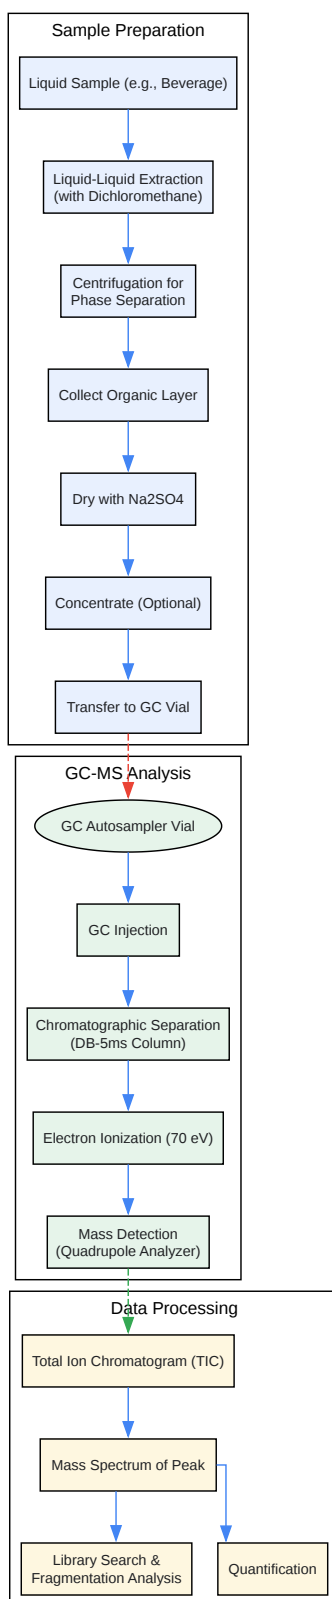 Sample Preparation
Liquid Sample (e.g., Beverage)
Liquid-Liquid Extraction
(with Dichloromethane)
Centrifugation for
Phase Separation
Collect Organic Layer
Dry with Na2SO4
Concentrate (Optional)
Transfer to GC Vial
GC-MS Analysis
GC Autosampler Vial
GC Injection
Chromatographic Separation
(DB-5ms Column)
Electron Ionization (70 eV)
Mass Detection
(Quadrupole Analyzer)
Data Processing
Total Ion Chromatogram (TIC)
Mass Spectrum of Peak
Library Search &
Fragmentation Analysis
Quantification